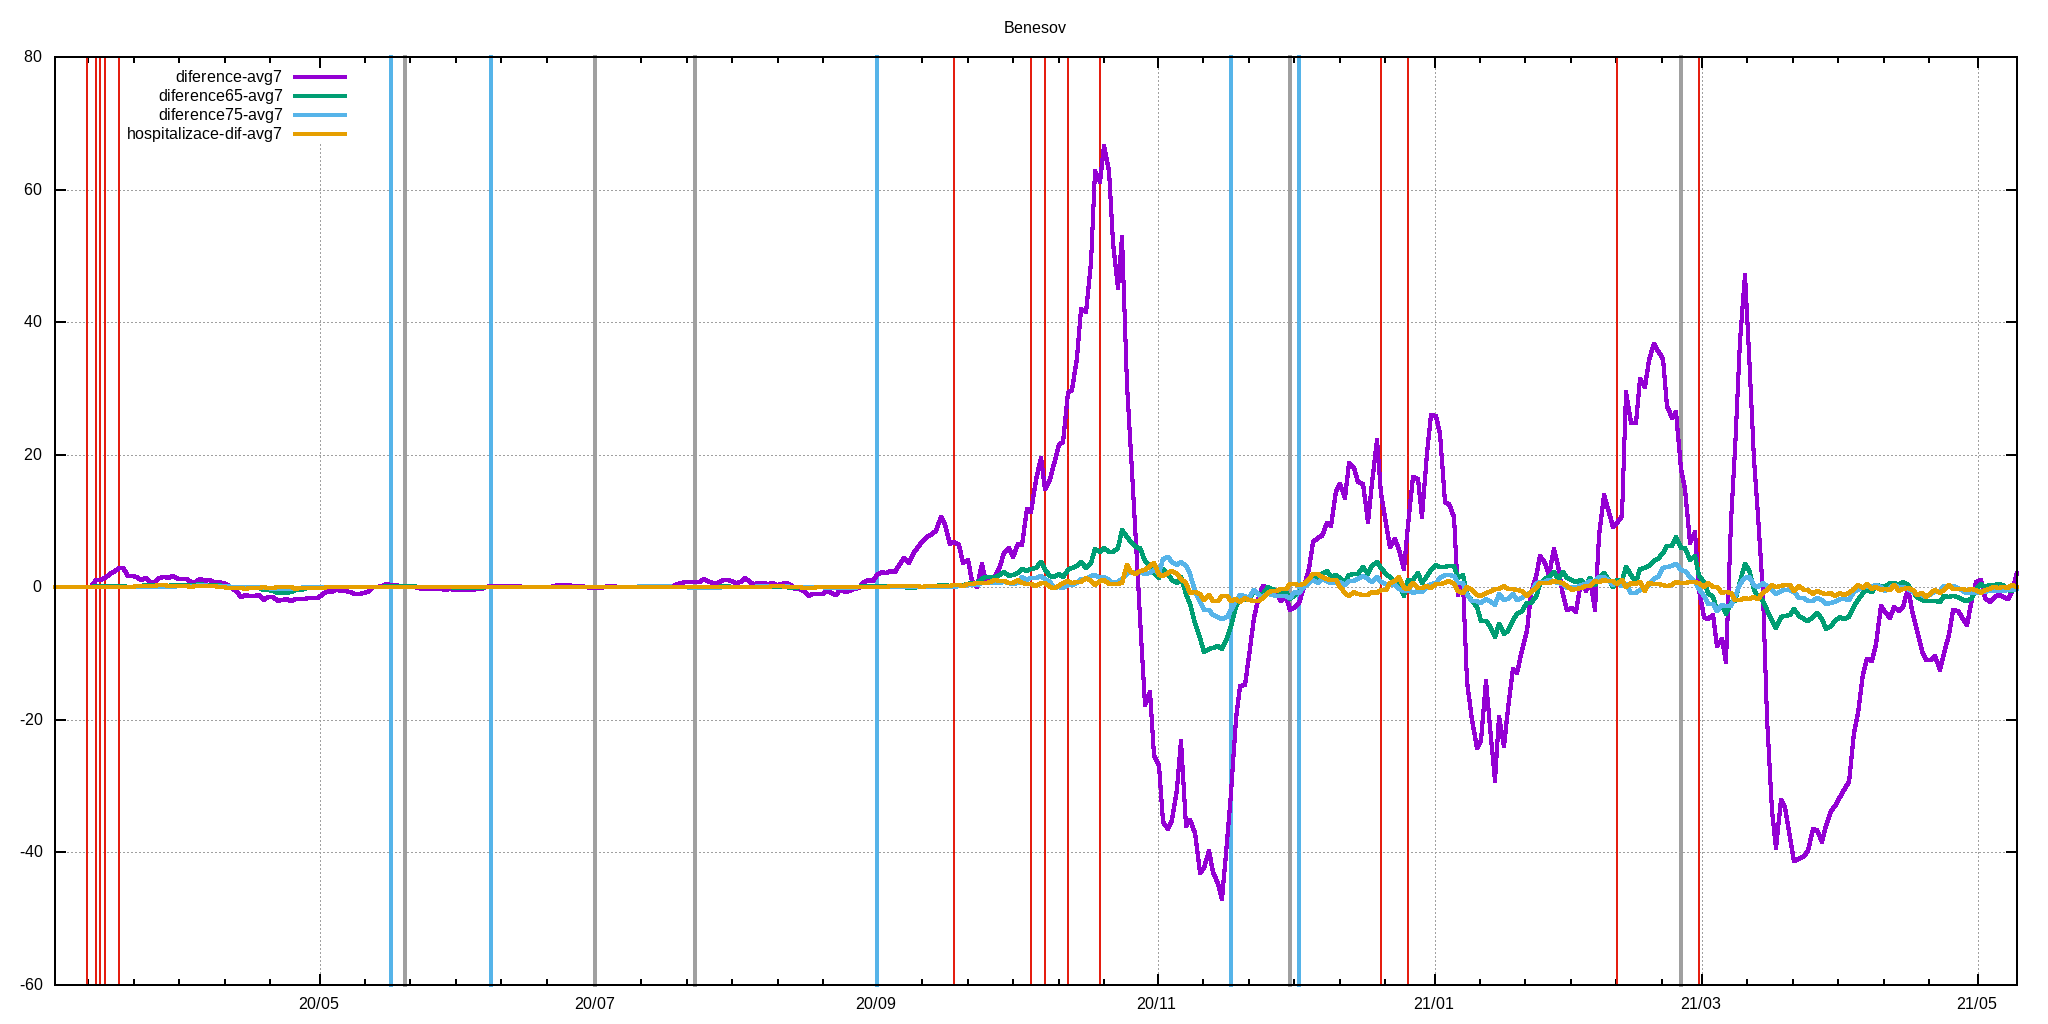 Benesov
80
diference-avg7
diference65-avg7
diference75-avg7
hospitalizace-dif-avg7
60
40
20
0
-20
-40
-60
20/05 20/07 20/09 20/11 21/01 21/03 21/05